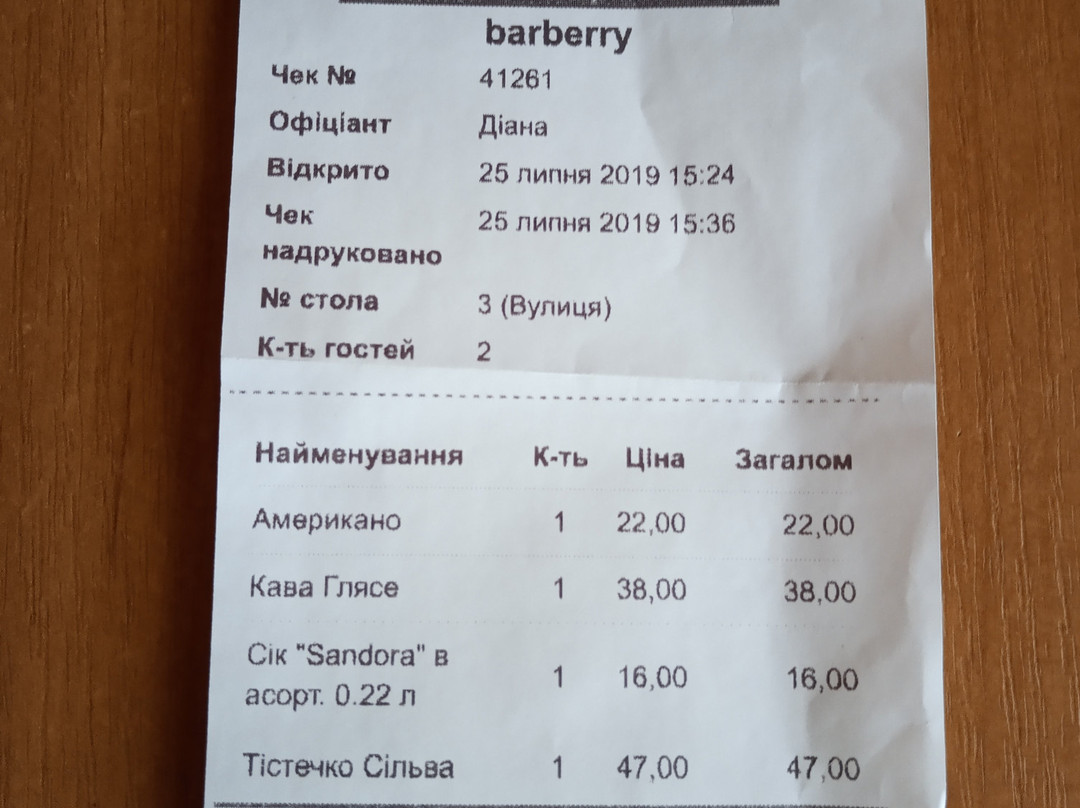 barberry
Чек № 41261
Офіціант Діана
Відкрито 25 липня 2019 15:24
Чек 25 липня 2019 15:36
надруковано
№ стола 3 (Вулиця)
К-ть гостей 2
Найменування К-ть Ціна Загалом
Американо 1 22,00 22,00
Кава Глясе 1 38,00 38,00
Сік "Sandora" в
асорт. 0.22 л 1 16,00 16,00
Тістечко Сільва 1 47,00 47,00